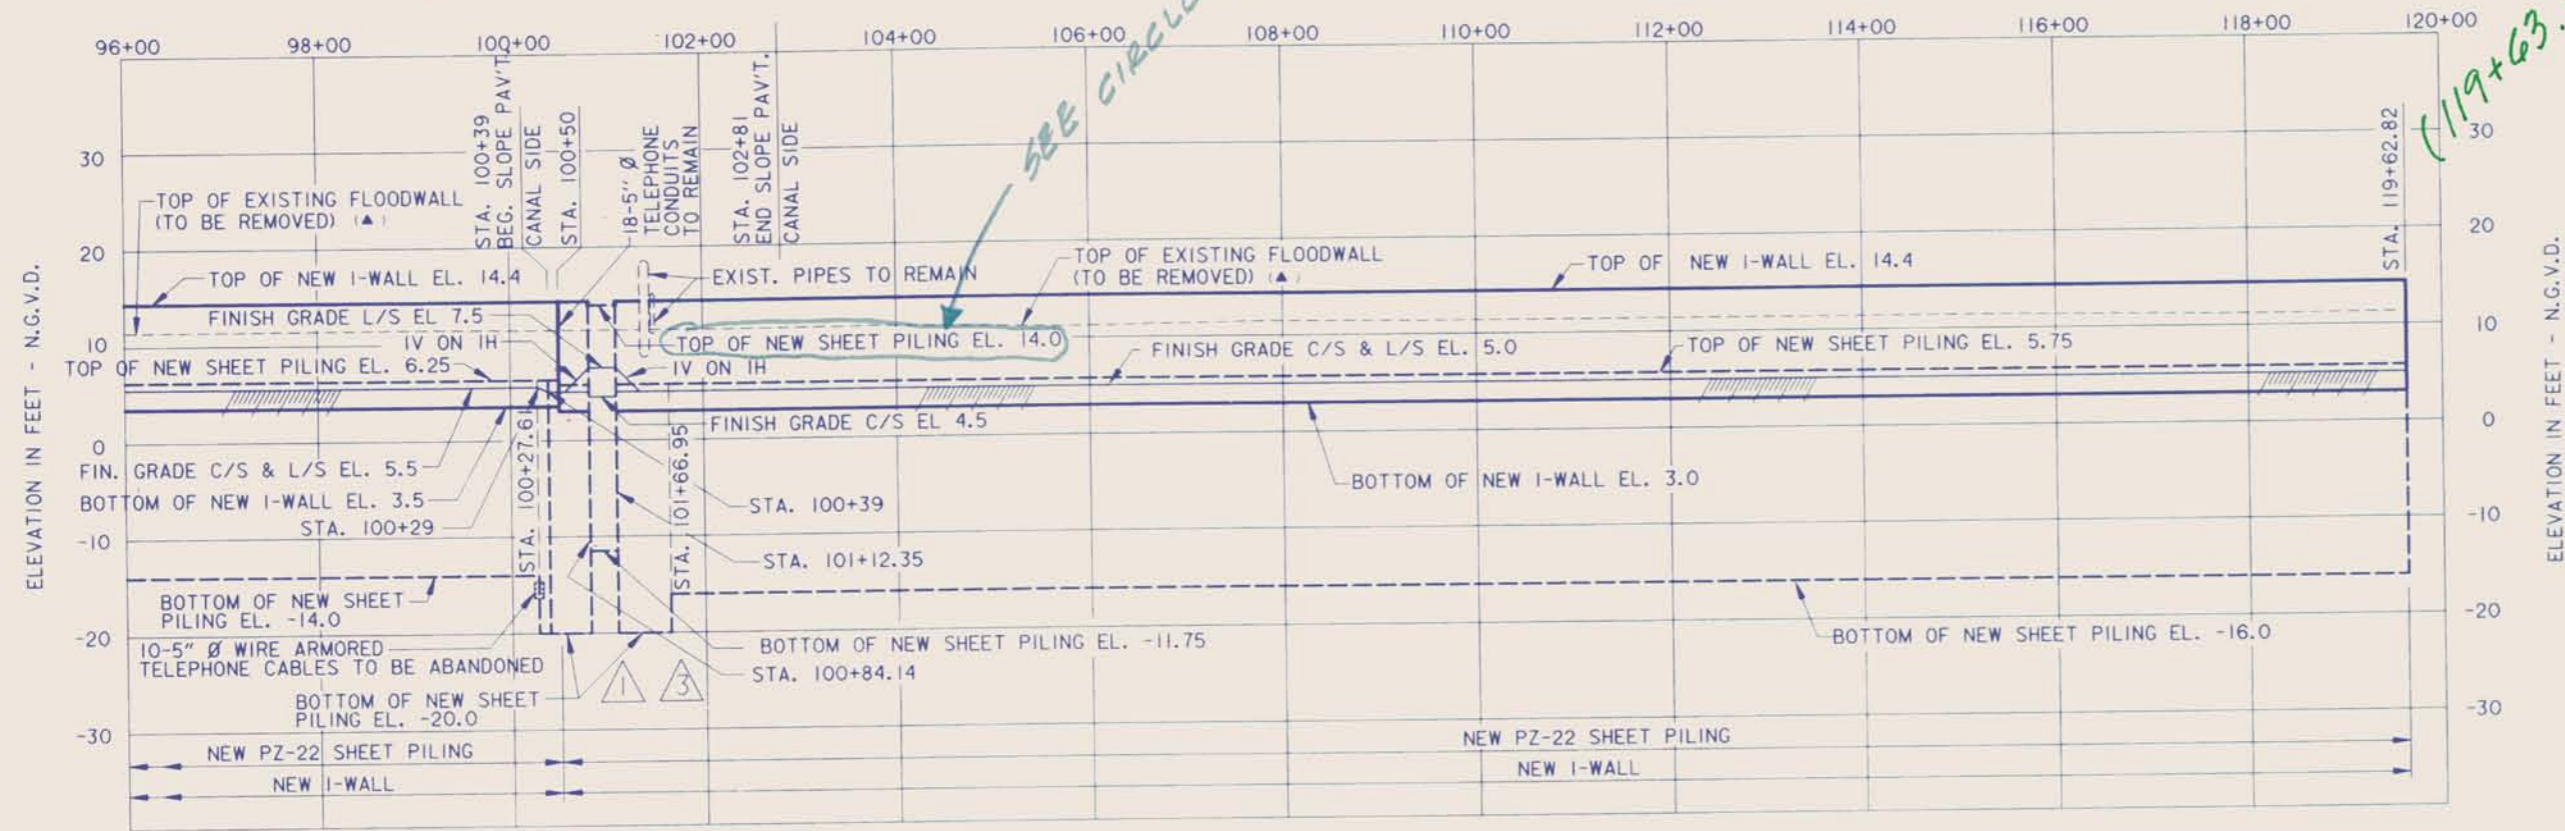 96+00
98+00
100+00
102+00
104+00
106+00
108+00
110+00
112+00
114+00
116+00
118+00
120+00
SEE
(119+63.
STA. 100+39
BEG. SLOPE PAV'T.
CANAL SIDE
STA. 100+50
18-5" Ø
TELEPHONE
CONDUITS
TO REMAIN
STA. 102+81
END SLOPE PAV'T.
CANAL SIDE
STA. 119+62.82
ELEVATION IN FEET - N.G.V.D.
30
20
10
0
-10
-20
-30
TOP OF EXISTING FLOODWALL
(TO BE REMOVED) (▲)
TOP OF NEW I-WALL EL. 14.4
FINISH GRADE L/S EL 7.5
IV ON IH
TOP OF NEW SHEET PILING EL. 6.25
EXIST. PIPES TO REMAIN
TOP OF EXISTING FLOODWALL
(TO BE REMOVED) (▲)
TOP OF NEW I-WALL EL. 14.4
TOP OF NEW SHEET PILING EL. 14.0
IV ON IH
FINISH GRADE C/S & L/S EL. 5.0
TOP OF NEW SHEET PILING EL. 5.75
FINISH GRADE C/S EL 4.5
FIN. GRADE C/S & L/S EL. 5.5
BOTTOM OF NEW I-WALL EL. 3.5
STA. 100+29
STA. 100+27.61
STA. 101+66.95
STA. 100+39
STA. 101+12.35
BOTTOM OF NEW I-WALL EL. 3.0
BOTTOM OF NEW SHEET
PILING EL. -14.0
10-5" Ø WIRE ARMORED
TELEPHONE CABLES TO BE ABANDONED
BOTTOM OF NEW SHEET PILING EL. -11.75
STA. 100+84.14
BOTTOM OF NEW SHEET PILING EL. -16.0
BOTTOM OF NEW SHEET
PILING EL. -20.0
1
3
NEW PZ-22 SHEET PILING
NEW I-WALL
NEW PZ-22 SHEET PILING
NEW I-WALL
30
20
10
0
-10
-20
-30
ELEVATION IN FEET - N.G.V.D.